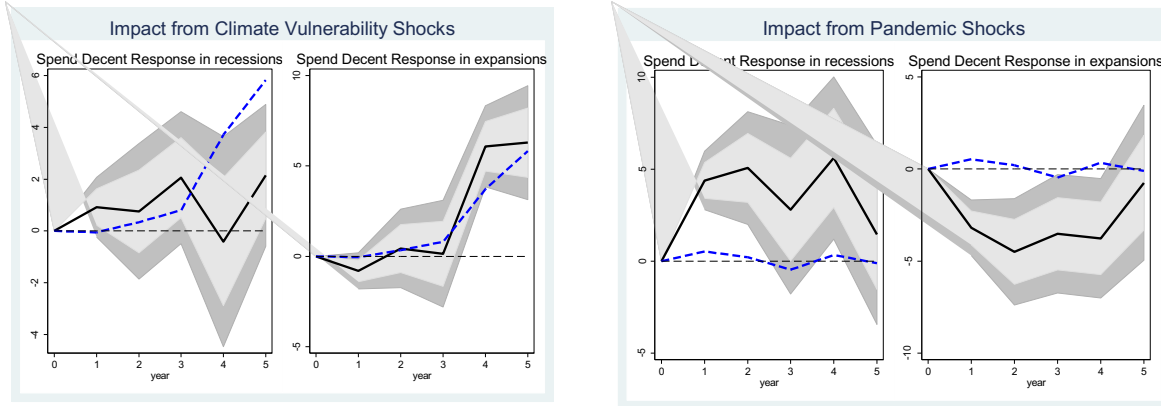 Impact from Climate Vulnerability Shocks
Spend Decent Response in recessions
6
4
2
0
-2
-4
0 1 2 3 4 5
year
Spend Decent Response in expansions
10
5
0
-5
0 1 2 3 4 5
year
Impact from Pandemic Shocks
Spend Decent Response in recessions
10
5
0
-5
0 1 2 3 4 5
year
Spend Decent Response in expansions
5
0
-5
-10
0 1 2 3 4 5
year